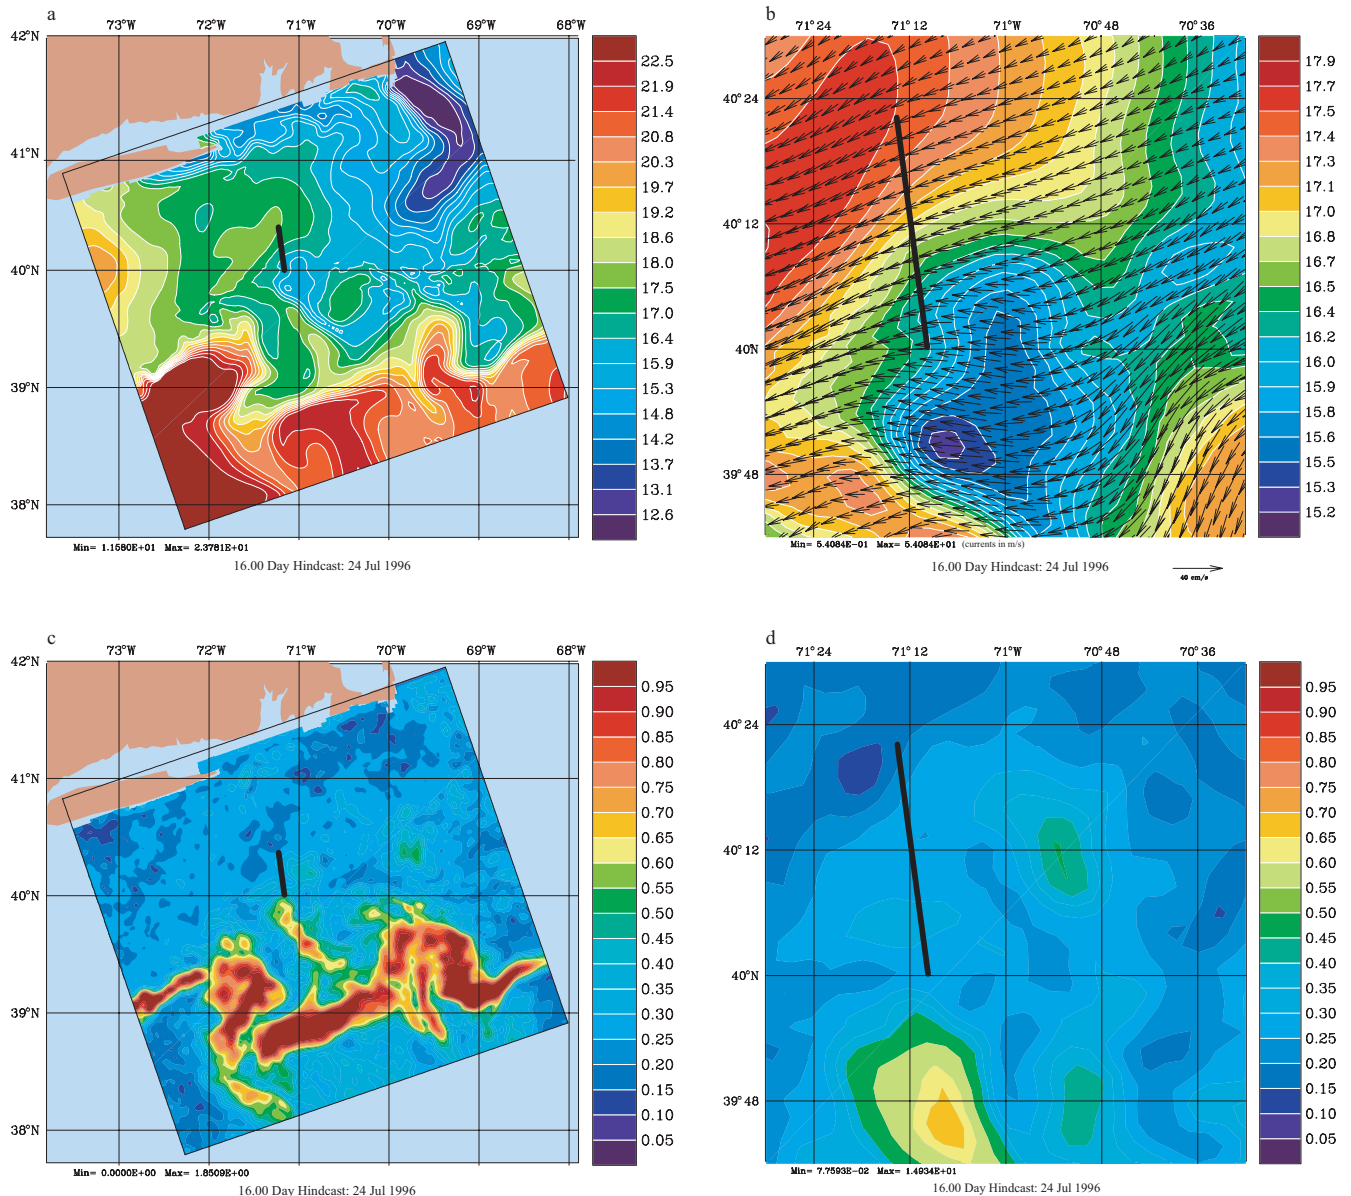 a
73°W 72°W 71°W 70°W 69°W 68°W
42°N
41°N
40°N
39°N
38°N
22.5
21.9
21.4
20.8
20.3
19.7
19.2
18.6
18.0
17.5
17.0
16.4
15.9
15.3
14.8
14.2
13.7
13.1
12.6
Min= 1.1580E+01 Max= 2.3781E+01
16.00 Day Hindcast: 24 Jul 1996
b
71°24 71°12 71°W 70°48 70°36
40°24
40°12
40°N
39°48
17.9
17.7
17.5
17.4
17.3
17.1
17.0
16.8
16.7
16.5
16.4
16.2
16.0
15.9
15.8
15.6
15.5
15.3
15.2
Min= 5.4084E-01 Max= 5.4084E+01 (currents in m/s)
16.00 Day Hindcast: 24 Jul 1996
40 cm/s
c
73°W 72°W 71°W 70°W 69°W 68°W
42°N
41°N
40°N
39°N
38°N
0.95
0.90
0.85
0.80
0.75
0.70
0.65
0.60
0.55
0.50
0.45
0.40
0.35
0.30
0.25
0.20
0.15
0.10
0.05
Min= 0.0000E+00 Max= 1.8509E+00
16.00 Day Hindcast: 24 Jul 1996
d
71°24 71°12 71°W 70°48 70°36
40°24
40°12
40°N
39°48
0.95
0.90
0.85
0.80
0.75
0.70
0.65
0.60
0.55
0.50
0.45
0.40
0.35
0.30
0.25
0.20
0.15
0.10
0.05
Min= 7.7593E-02 Max= 1.4934E+01
16.00 Day Hindcast: 24 Jul 1996